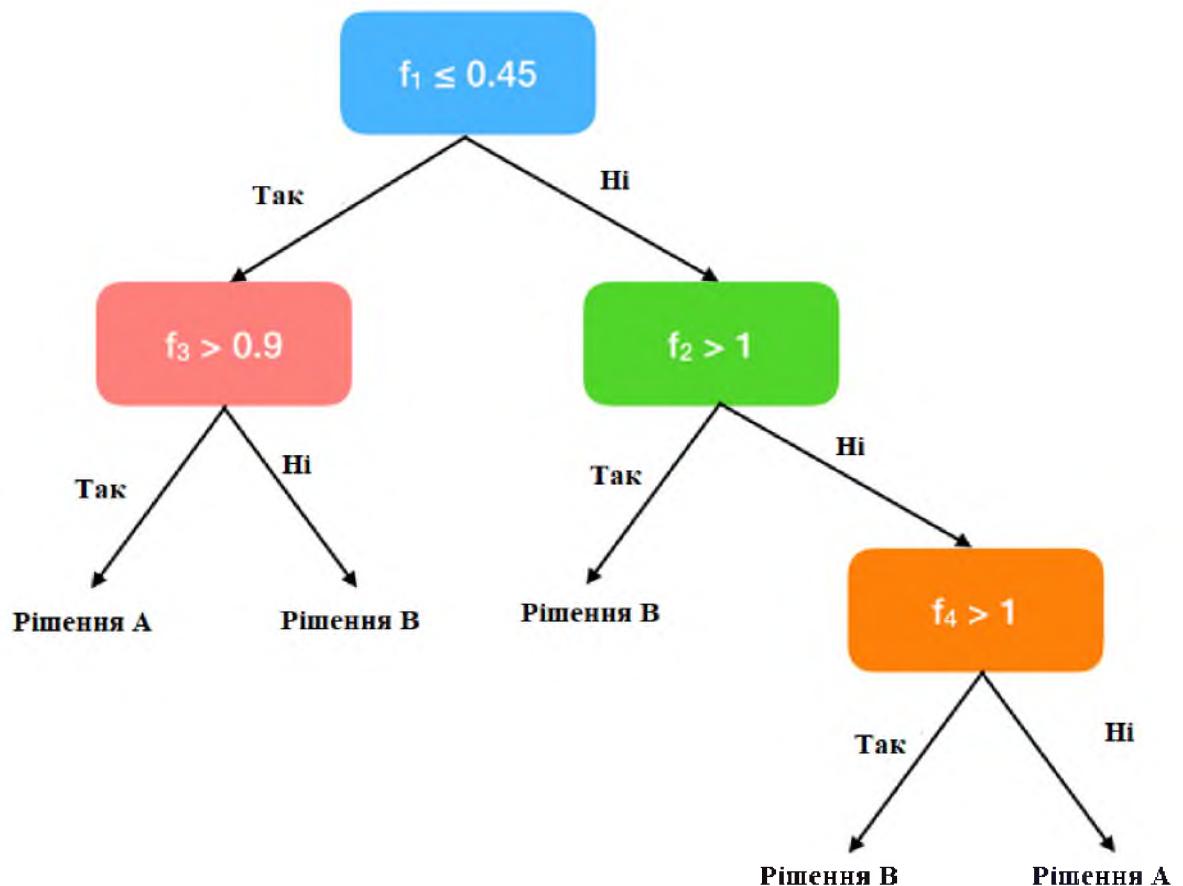 f₁ ≤ 0.45
Так
Ні
f₃ > 0.9
f₂ > 1
Так
Ні
Так
Ні
Рішення А
Рішення В
Рішення В
f₄ > 1
Так
Ні
Рішення В
Рішення А